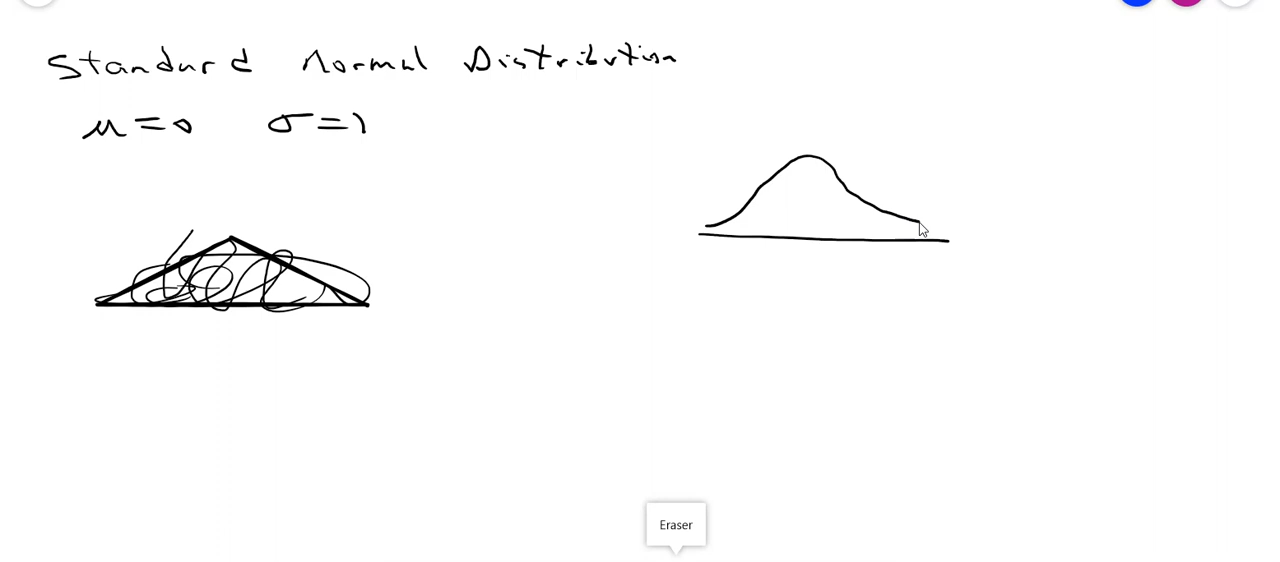 Standard Normal Distribution
μ = 0 σ = 1
Eraser